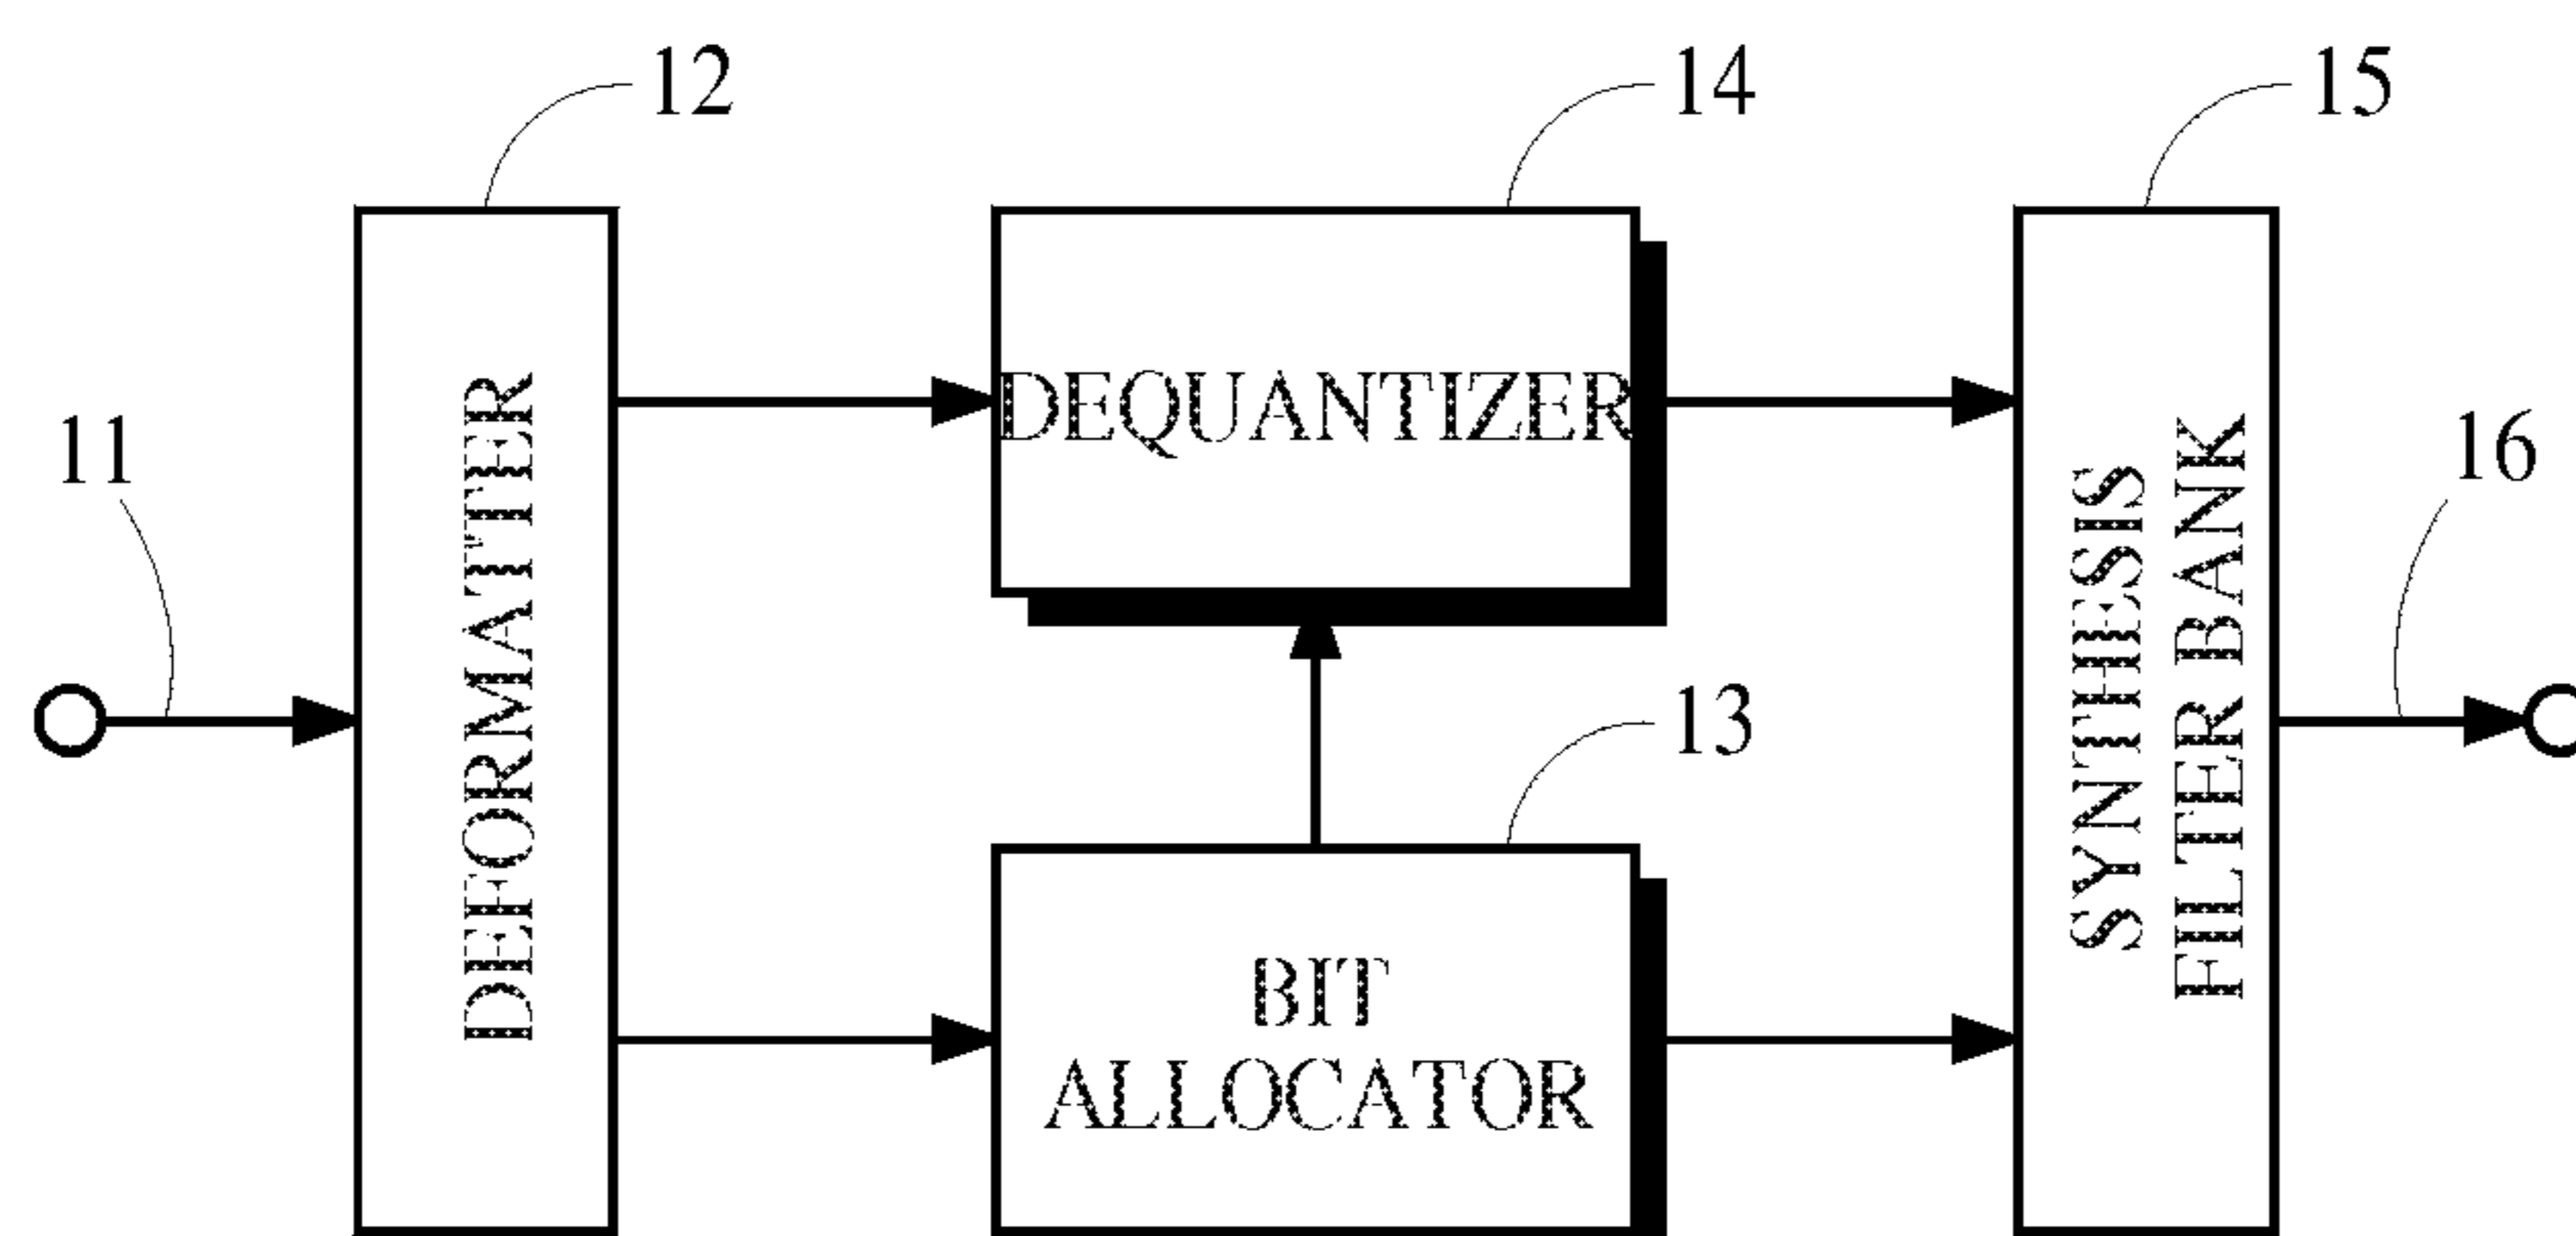 12
14
15
11
DEFORMATTER
DEQUANTIZER
SYNTHESIS
FILTER BANK
16
13
BIT
ALLOCATOR